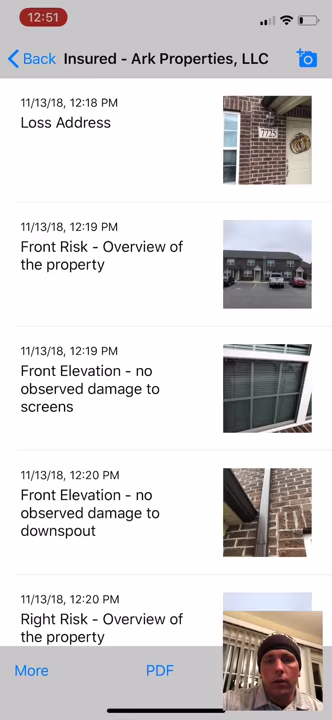 12:51
Back Insured - Ark Properties, LLC
11/13/18, 12:18 PM
Loss Address
7725
11/13/18, 12:19 PM
Front Risk - Overview of
the property
11/13/18, 12:19 PM
Front Elevation - no
observed damage to
screens
11/13/18, 12:20 PM
Front Elevation - no
observed damage to
downspout
11/13/18, 12:20 PM
Right Risk - Overview of
the property
More PDF